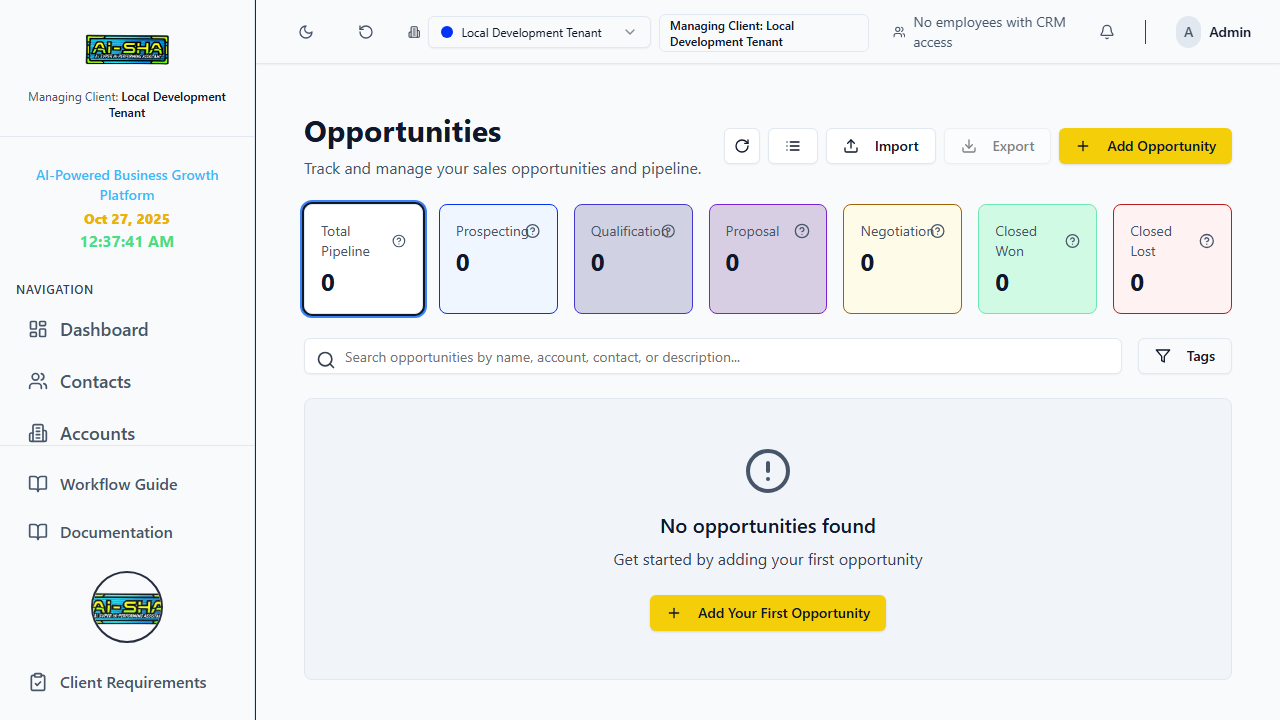 Ai-SHA
Managing Client: Local Development
Tenant
AI-Powered Business Growth
Platform
Oct 27, 2025
12:37:41 AM
NAVIGATION
Dashboard
Contacts
Accounts
Workflow Guide
Documentation
Ai-SHA
Client Requirements
Local Development Tenant
Managing Client: Local
Development Tenant
No employees with CRM
access
A
Admin
Opportunities
Track and manage your sales opportunities and pipeline.
Import
Export
Add Opportunity
Total
Pipeline
0
Prospecting
0
Qualification
0
Proposal
0
Negotiation
0
Closed
Won
0
Closed
Lost
0
Search opportunities by name, account, contact, or description...
Tags
No opportunities found
Get started by adding your first opportunity
Add Your First Opportunity